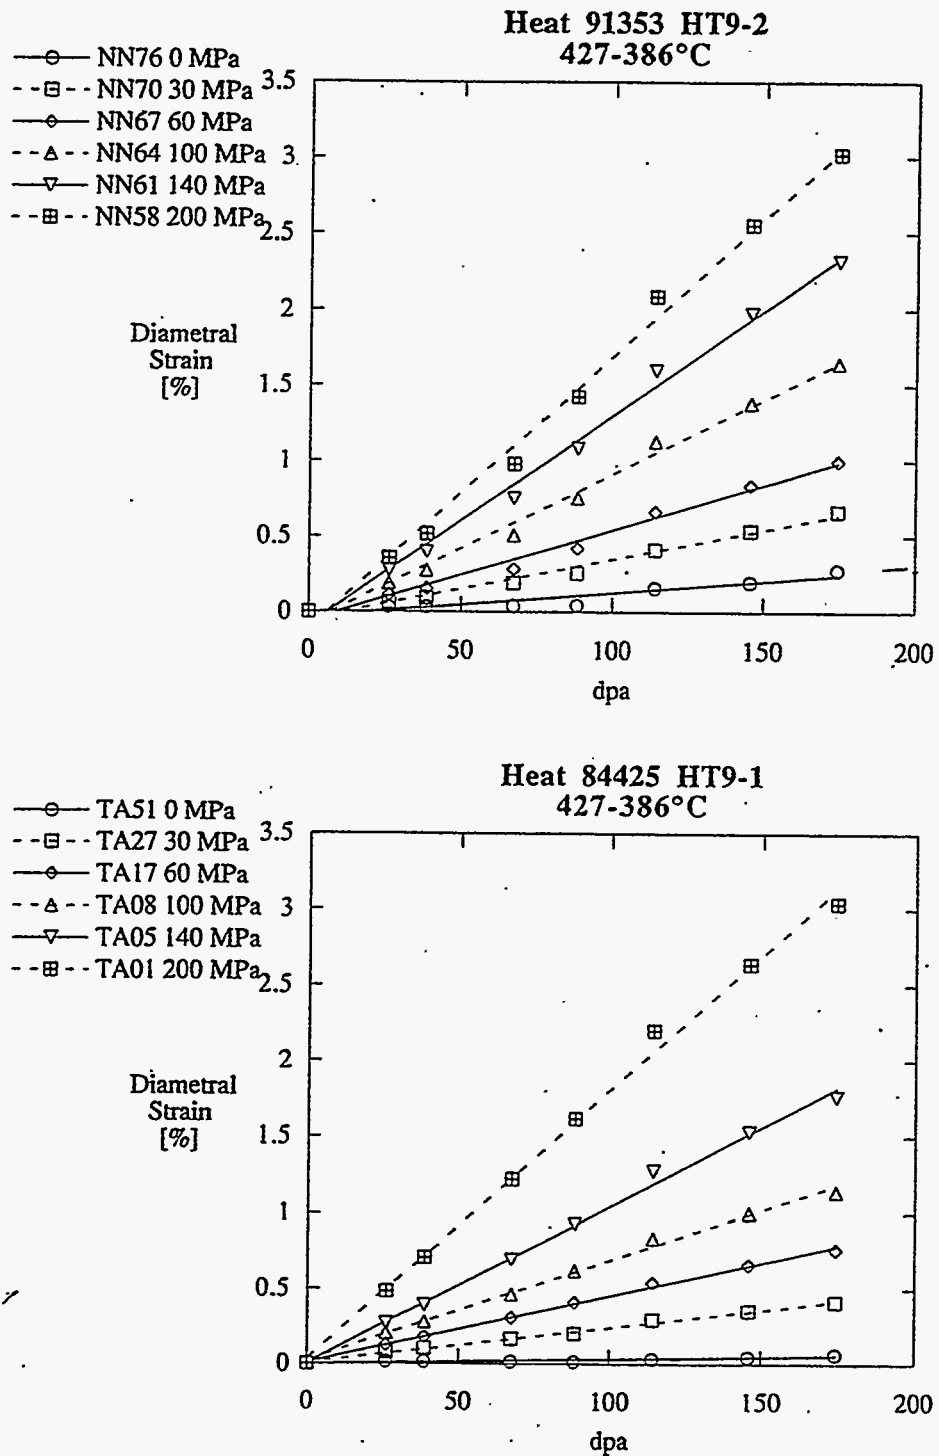 Heat 91353 HT9-2
427-386°C
NN76 0 MPa
NN70 30 MPa
NN67 60 MPa
NN64 100 MPa
NN61 140 MPa
NN58 200 MPa
3.5
3
2.5
2
1.5
1
0.5
0
Diametral
Strain
[%]
0 50 100 150 200
dpa
Heat 84425 HT9-1
427-386°C
TA51 0 MPa
TA27 30 MPa
TA17 60 MPa
TA08 100 MPa
TA05 140 MPa
TA01 200 MPa
3.5
3
2.5
2
1.5
1
0.5
0
Diametral
Strain
[%]
0 50 100 150 200
dpa